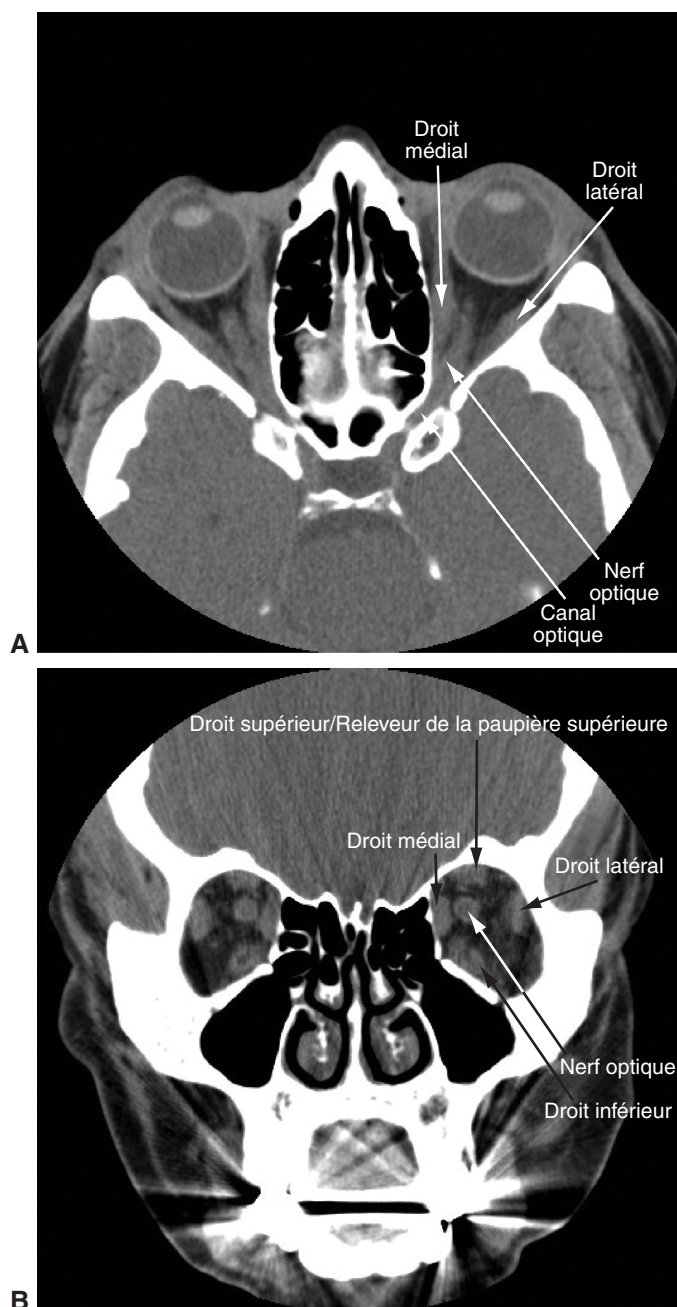 Droit
médial
Droit
latéral
Nerf
optique
Canal
optique
A
Droit supérieur/Releveur de la paupière supérieure
Droit médial
Droit latéral
Nerf optique
Droit inférieur
B